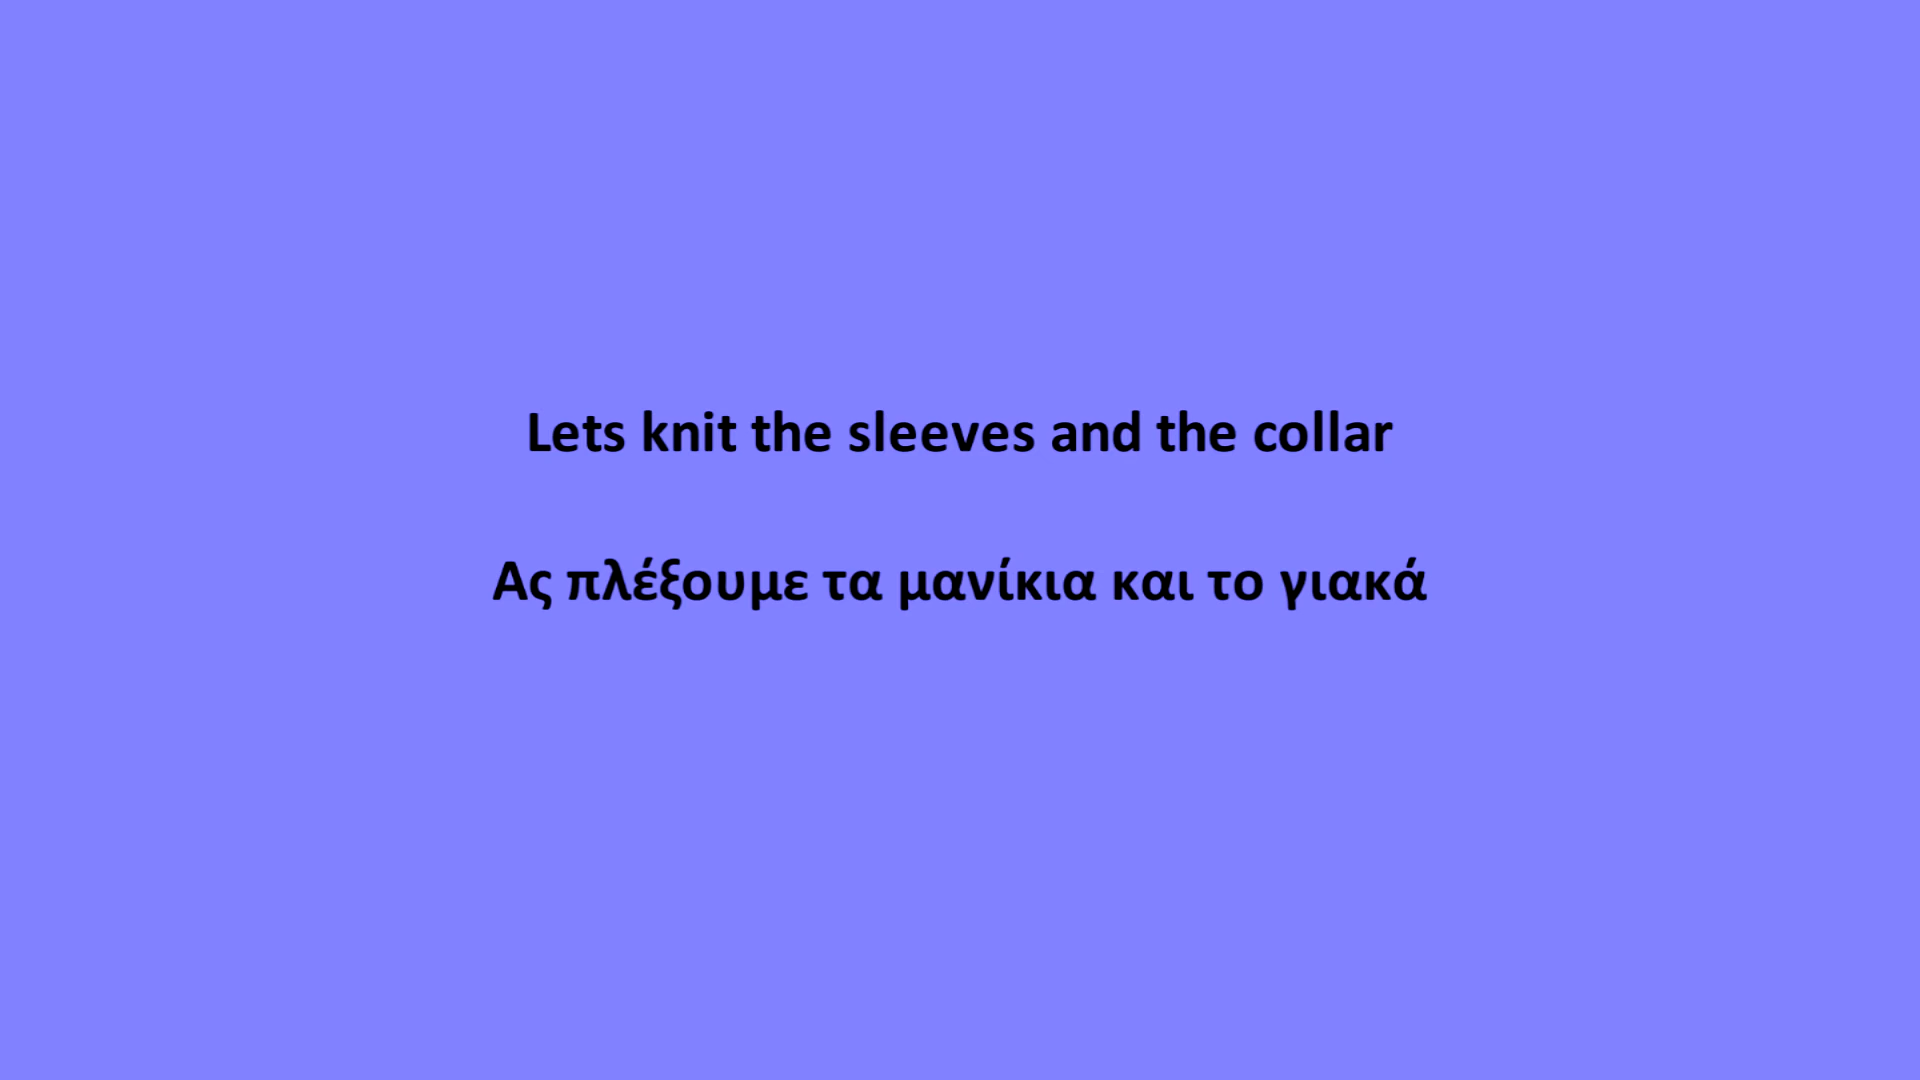 Lets knit the sleeves and the collar
Ας πλέξουμε τα μανίκια και το γιακά